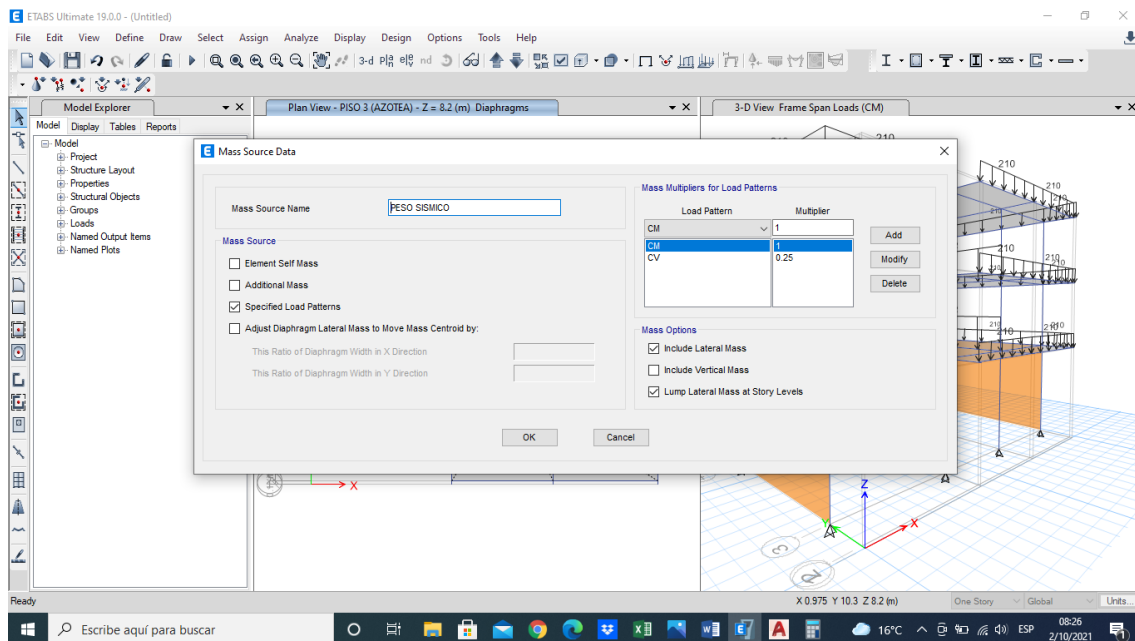 ETABS Ultimate 19.0.0 - (Untitled)
File Edit View Define Draw Select Assign Analyze Display Design Options Tools Help
3-d nd
Model Explorer
Plan View - PISO 3 (AZOTEA) - Z = 8.2 (m) Diaphragms
3-D View Frame Span Loads (CM)
Model Display Tables Reports
Model
Project
Structure Layout
Properties
Structural Objects
Groups
Loads
Named Output Items
Named Plots
Mass Source Data
Mass Source Name
PESO SISMICO
Mass Source
Element Self Mass
Additional Mass
Specified Load Patterns
Adjust Diaphragm Lateral Mass to Move Mass Centroid by:
This Ratio of Diaphragm Width in X Direction
This Ratio of Diaphragm Width in Y Direction
Mass Multipliers for Load Patterns
Load Pattern Multiplier
CM 1
CM 1
CV 0.25
Add
Modify
Delete
Mass Options
Include Lateral Mass
Include Vertical Mass
Lump Lateral Mass at Story Levels
OK Cancel
210
210
210
210
X
Z
X
Y
3
2
Ready
X 0.975 Y 10.3 Z 8.2 (m)
One Story
Global
Units...
Escribe aquí para buscar
16°C
ESP
08:26
2/10/2021